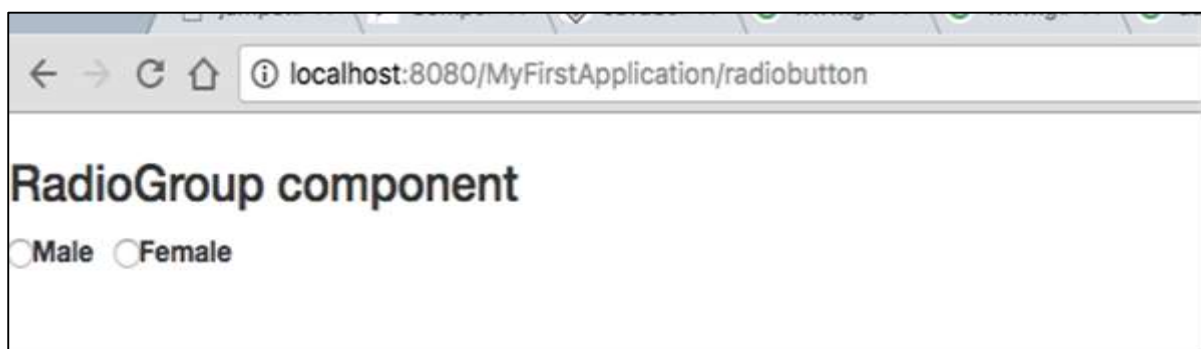 localhost:8080/MyFirstApplication/radiobutton
RadioGroup component
Male Female